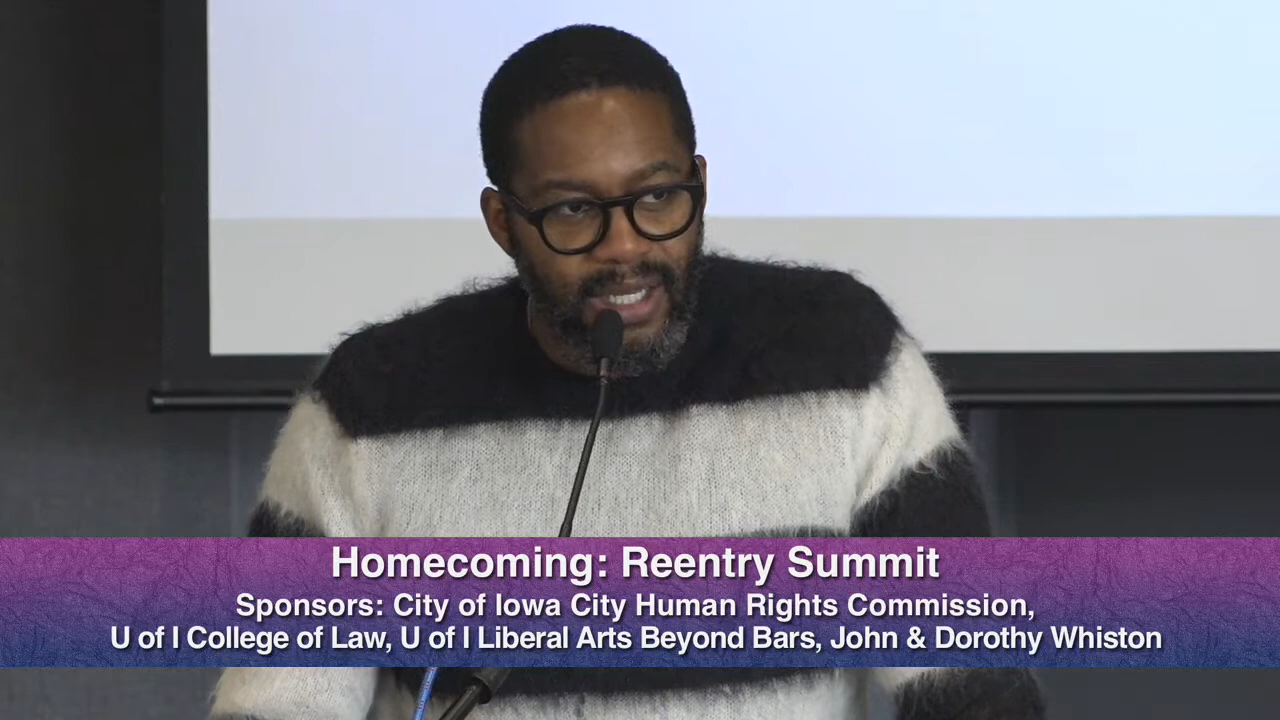 Homecoming: Reentry Summit
Sponsors: City of Iowa City Human Rights Commission,
U of I College of Law, U of I Liberal Arts Beyond Bars, John & Dorothy Whiston